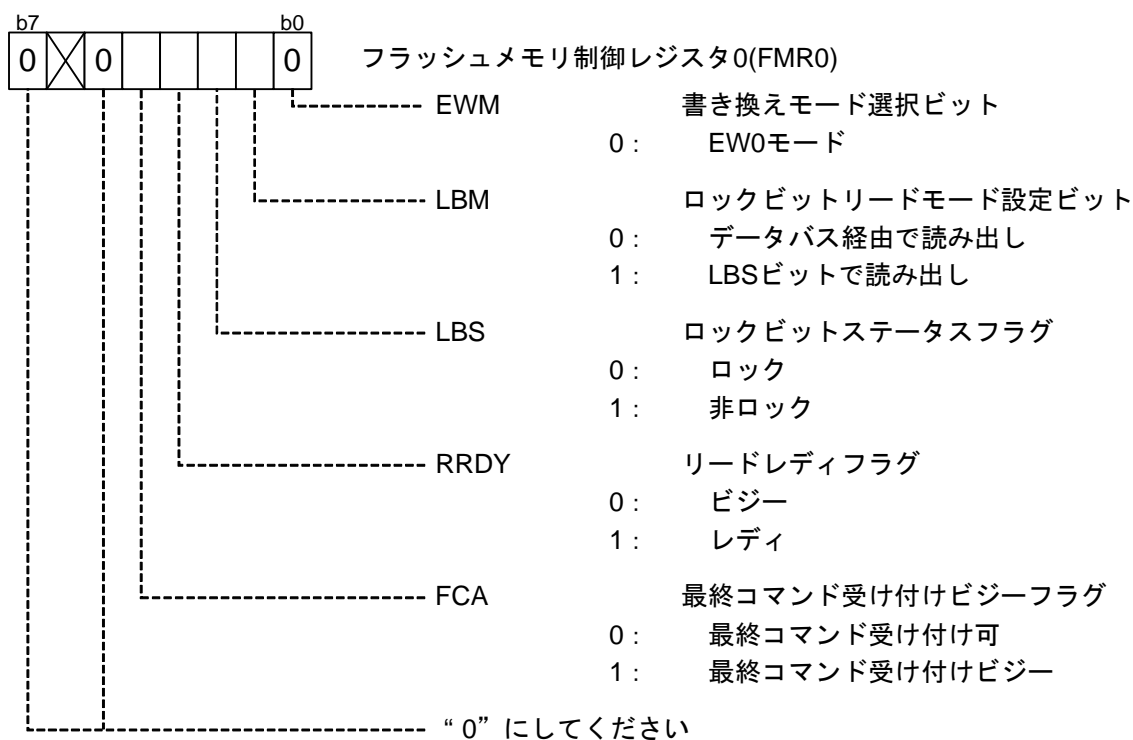 b7 b0
0 0 0 フラッシュメモリ制御レジスタ0(FMR0)
EWM 書き換えモード選択ビット
0 : EW0モード
LBM ロックビットリードモード設定ビット
0 : データバス経由で読み出し
1 : LBSビットで読み出し
LBS ロックビットステータスフラグ
0 : ロック
1 : 非ロック
RRDY リードレディフラグ
0 : ビジー
1 : レディ
FCA 最終コマンド受け付けビジーフラグ
0 : 最終コマンド受け付け可
1 : 最終コマンド受け付けビジー
“0”にしてください